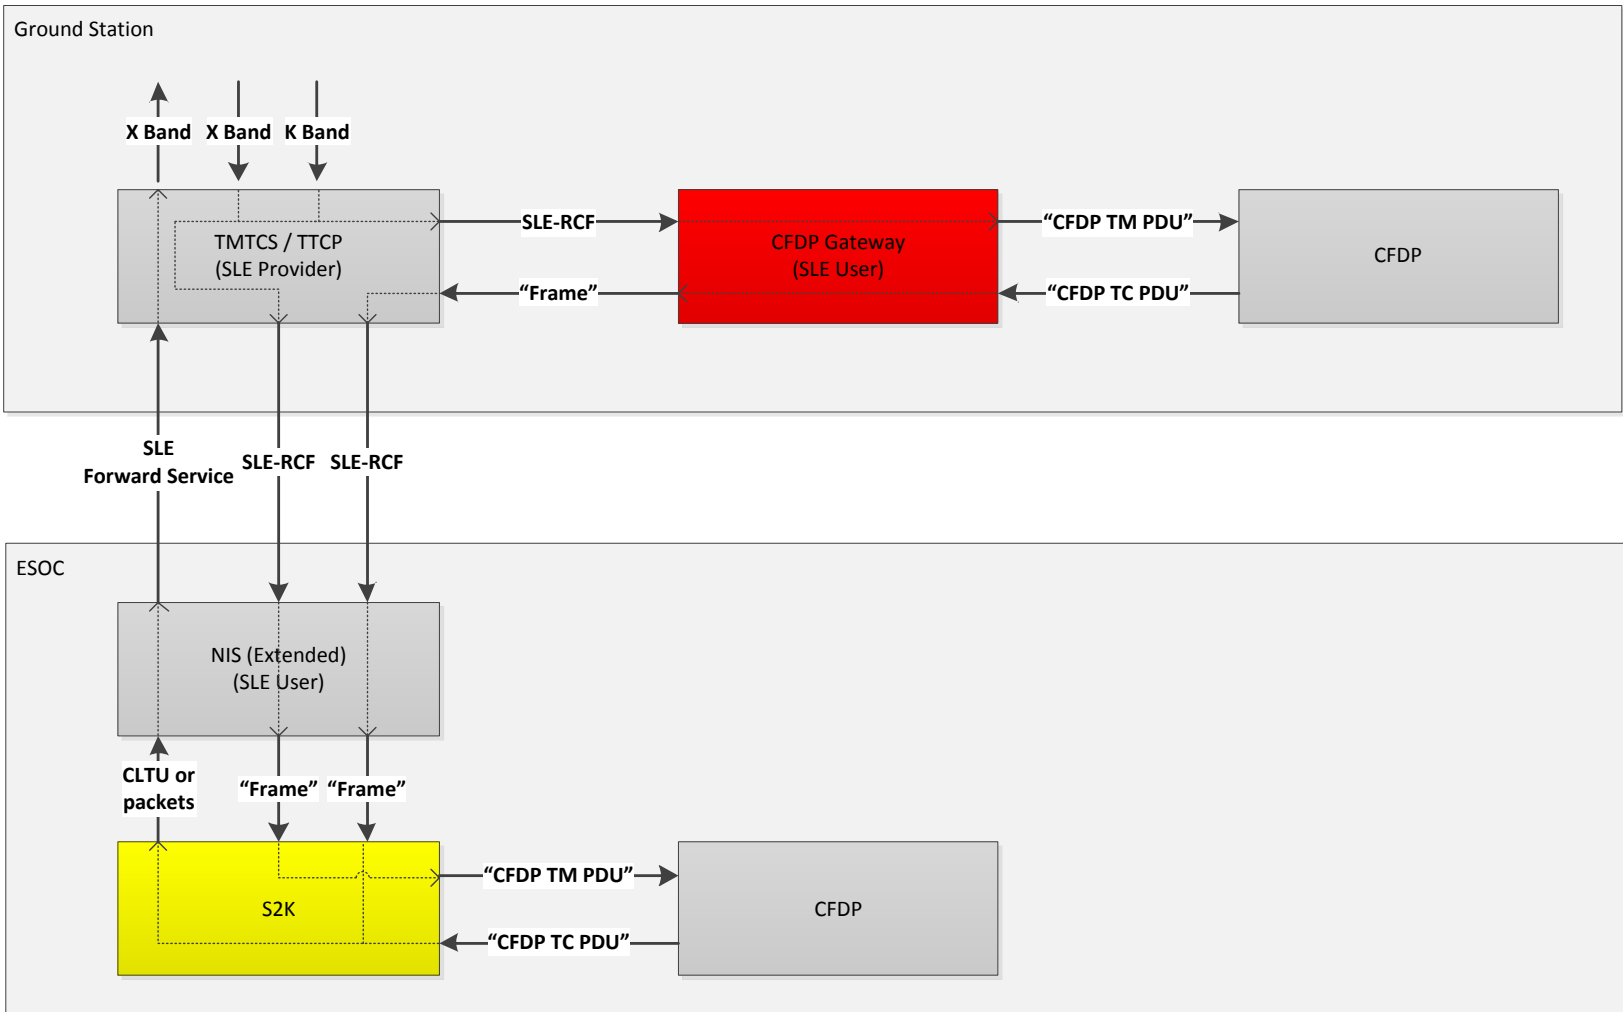 Ground Station
X Band X Band K Band
TMTCS / TTCP
(SLE Provider)
SLE-RCF
CFDP Gateway
(SLE User)
“CFDP TM PDU”
CFDP
“Frame”
“CFDP TC PDU”
SLE
Forward Service
SLE-RCF
SLE-RCF
ESOC
NIS (Extended)
(SLE User)
CLTU or
packets
“Frame”
“Frame”
S2K
“CFDP TM PDU”
“CFDP TC PDU”
CFDP